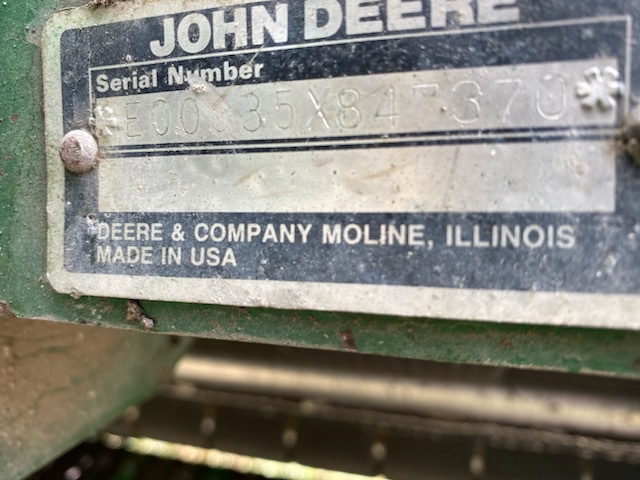 JOHN DEERE
Serial Number
DEERE & COMPANY MOLINE, ILLINOIS
MADE IN USA